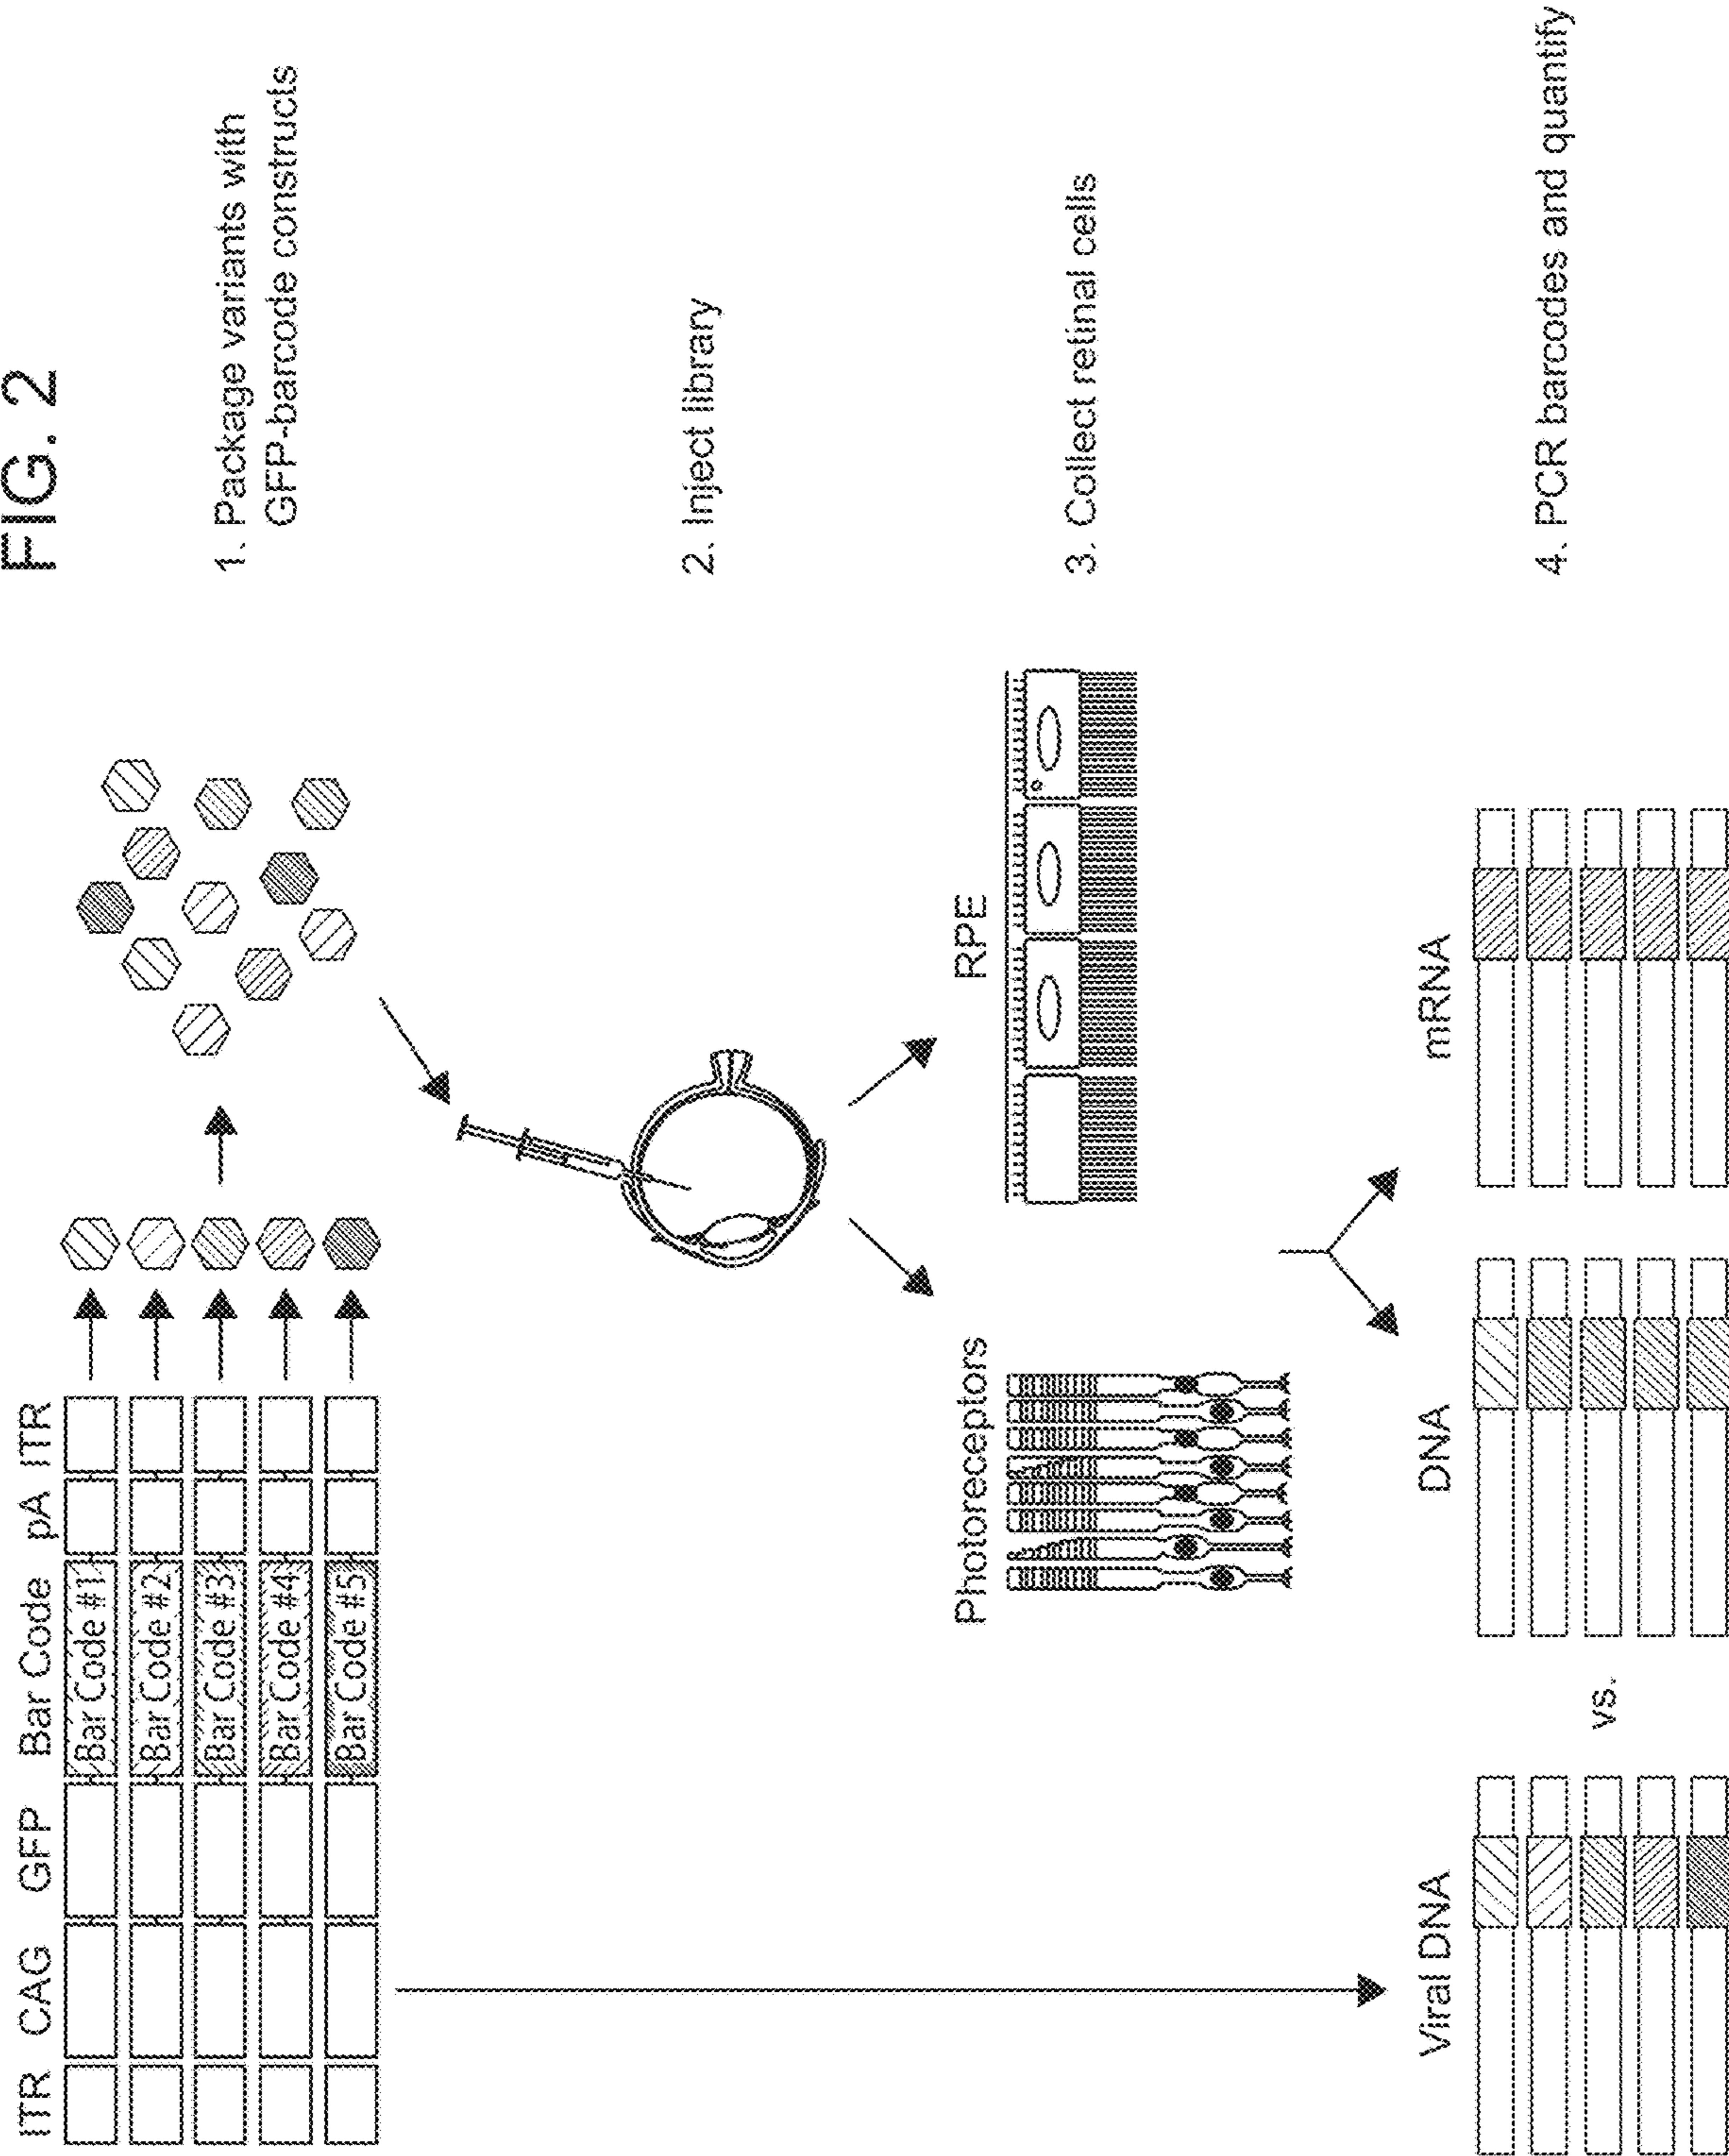 FIG. 2
ITR CAG GFP Bar Code pA ITR
Bar Code #1
Bar Code #2
Bar Code #3
Bar Code #4
Bar Code #5
1. Package variants with
GFP-barcode constructs
2. Inject library
Photoreceptors
RPE
3. Collect retinal cells
Viral DNA
vs.
DNA
mRNA
4. PCR barcodes and quantify